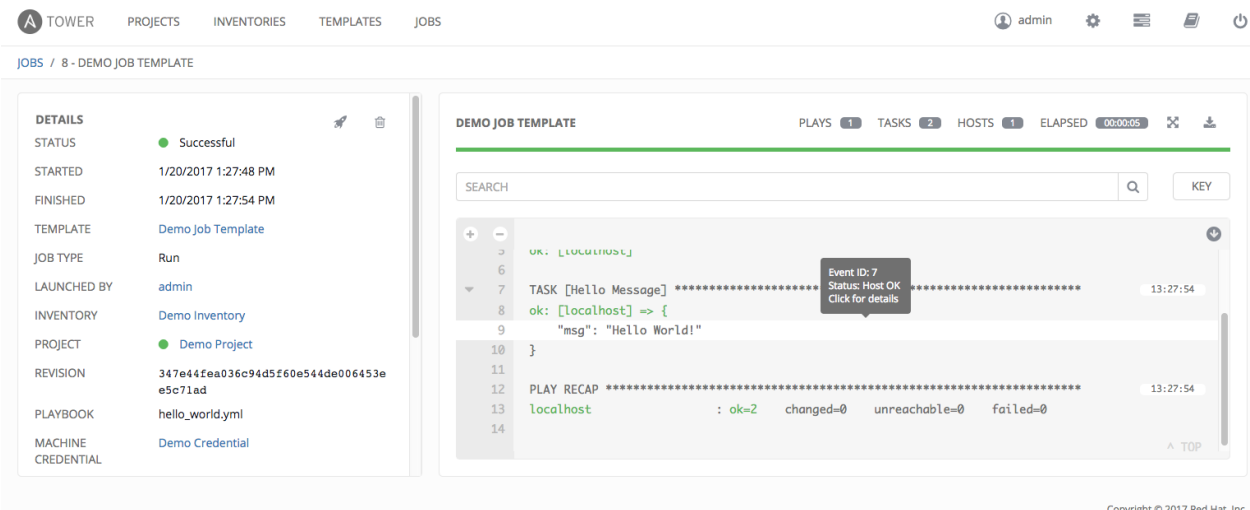 A TOWER PROJECTS INVENTORIES TEMPLATES JOBS admin
JOBS / 8 - DEMO JOB TEMPLATE
DETAILS
STATUS Successful
STARTED 1/20/2017 1:27:48 PM
FINISHED 1/20/2017 1:27:54 PM
TEMPLATE Demo Job Template
JOB TYPE Run
LAUNCHED BY admin
INVENTORY Demo Inventory
PROJECT Demo Project
REVISION 347e44fea036c94d5f60e544de006453e
e5c71ad
PLAYBOOK hello_world.yml
MACHINE Demo Credential
CREDENTIAL
DEMO JOB TEMPLATE PLAYS 1 TASKS 2 HOSTS 1 ELAPSED 00:00:05
SEARCH KEY
5 ok: [localhost]
6
Event ID: 7
Status: Host OK
Click for details
7 TASK [Hello Message] *********************** ************************* 13:27:54
8 ok: [localhost] => {
9 "msg": "Hello World!"
10 }
11
12 PLAY RECAP ********************************************************************* 13:27:54
13 localhost : ok=2 changed=0 unreachable=0 failed=0
14
^ TOP
Copyright © 2017 Red Hat, Inc